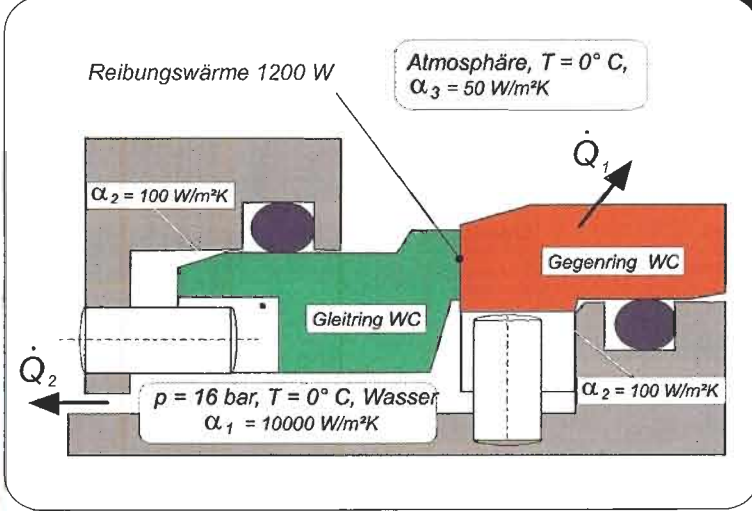 Reibungswärme 1200 W
Atmosphäre, T = 0° C,
α₃ = 50 W/m²K
Q̇₁
α₂ = 100 W/m²K
Gegenring WC
Gleitring WC
Q̇₂
p = 16 bar, T = 0° C, Wasser
α₁ = 10000 W/m²K
α₂ = 100 W/m²K